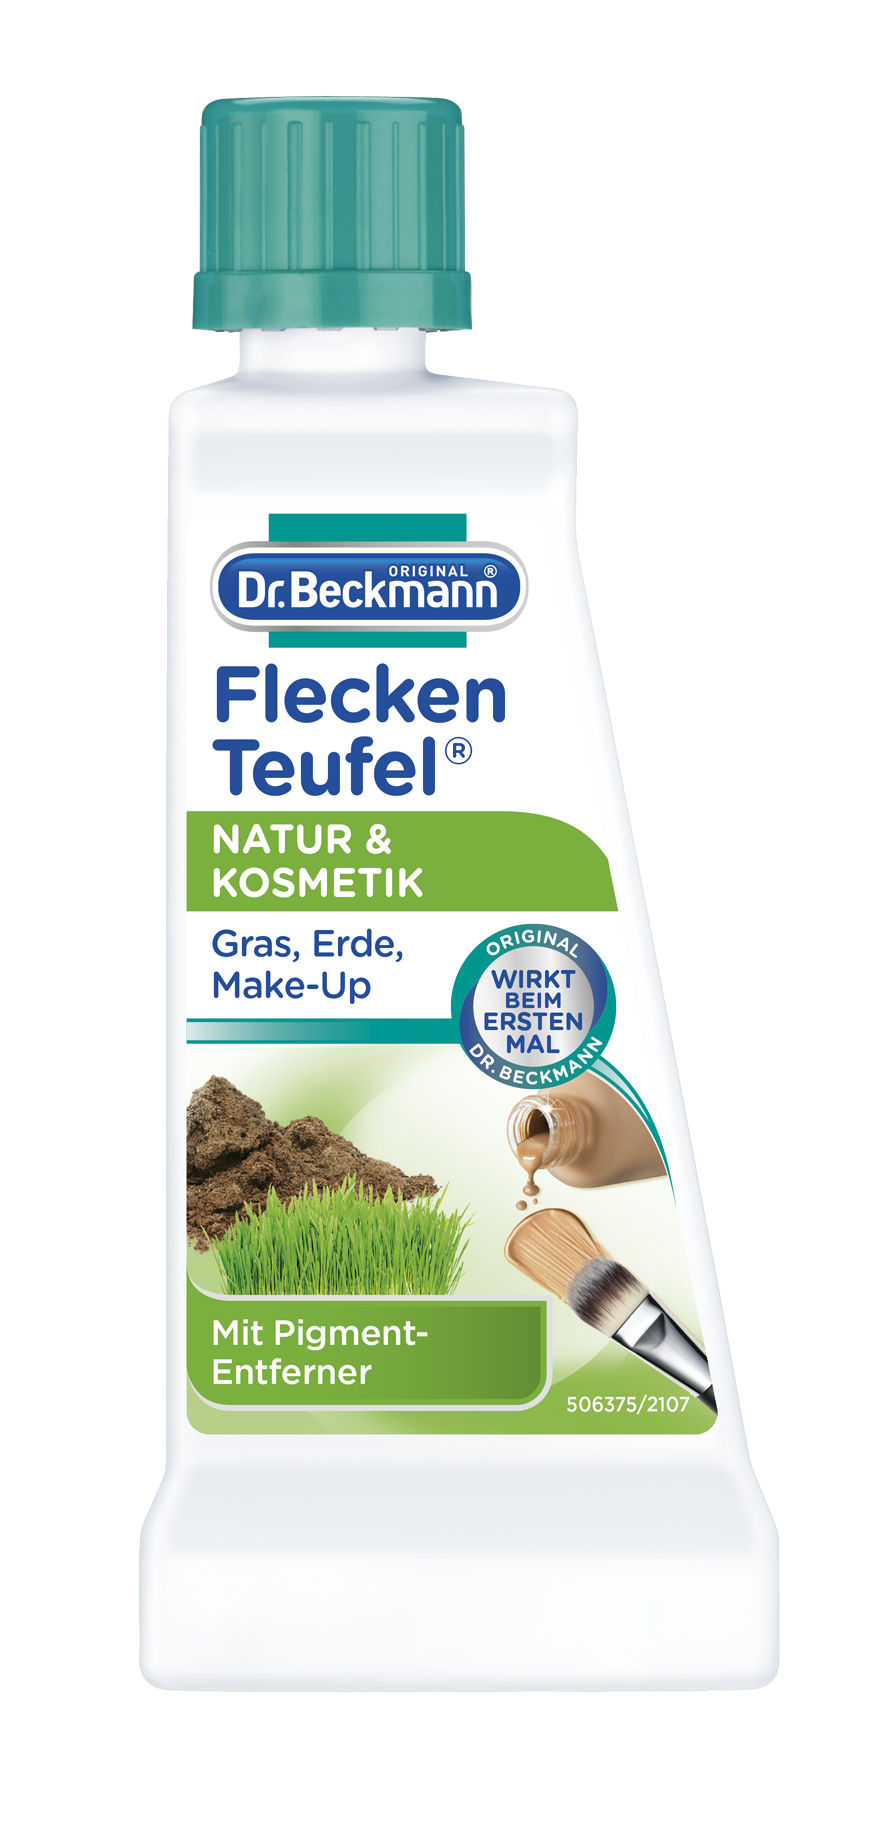 ORIGINAL ®
Dr.Beckmann
Flecken
Teufel®
NATUR &
KOSMETIK
Gras, Erde,
Make-Up
ORIGINAL
WIRKT
BEIM
ERSTEN
MAL
DR. BECKMANN
Mit Pigment-
Entferner
506375/2107